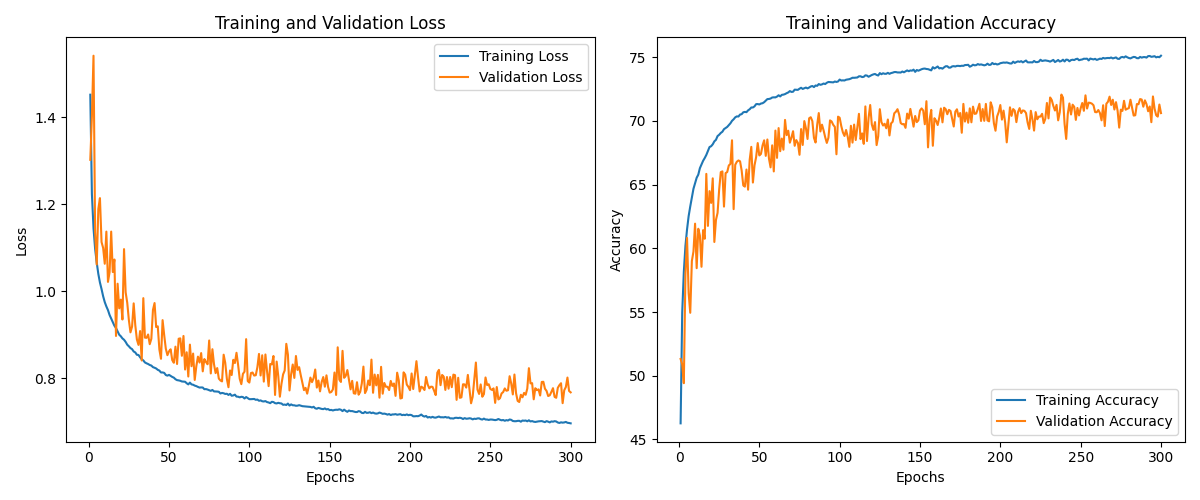 Training and Validation Loss
Training Loss
Validation Loss
1.4
1.2
1.0
0.8
Loss
0 50 100 150 200 250 300
Epochs
Training and Validation Accuracy
75
70
65
60
55
50
45
Accuracy
Training Accuracy
Validation Accuracy
0 50 100 150 200 250 300
Epochs